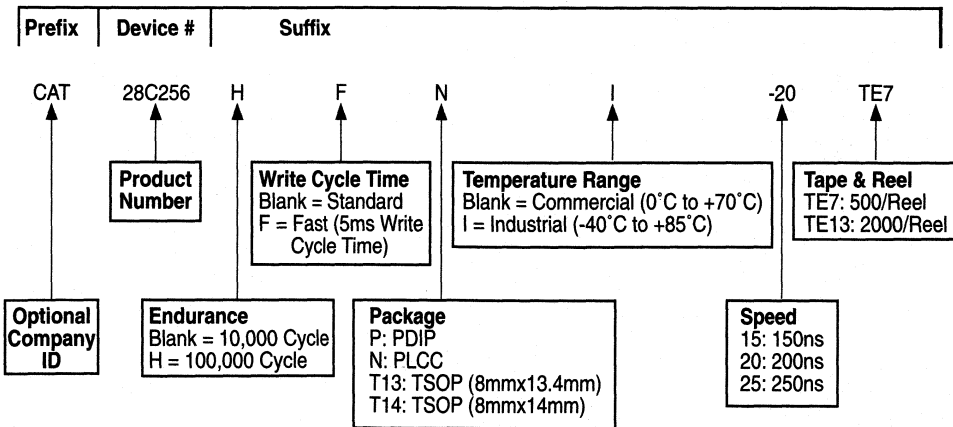 Prefix Device # Suffix
CAT 28C256 H F N I -20 TE7
Product
Number
Write Cycle Time
Blank = Standard
F = Fast (5ms Write
Cycle Time)
Temperature Range
Blank = Commercial (0˚C to +70˚C)
I = Industrial (-40˚C to +85˚C)
Tape & Reel
TE7: 500/Reel
TE13: 2000/Reel
Optional
Company
ID
Endurance
Blank = 10,000 Cycle
H = 100,000 Cycle
Package
P: PDIP
N: PLCC
T13: TSOP (8mmx13.4mm)
T14: TSOP (8mmx14mm)
Speed
15: 150ns
20: 200ns
25: 250ns